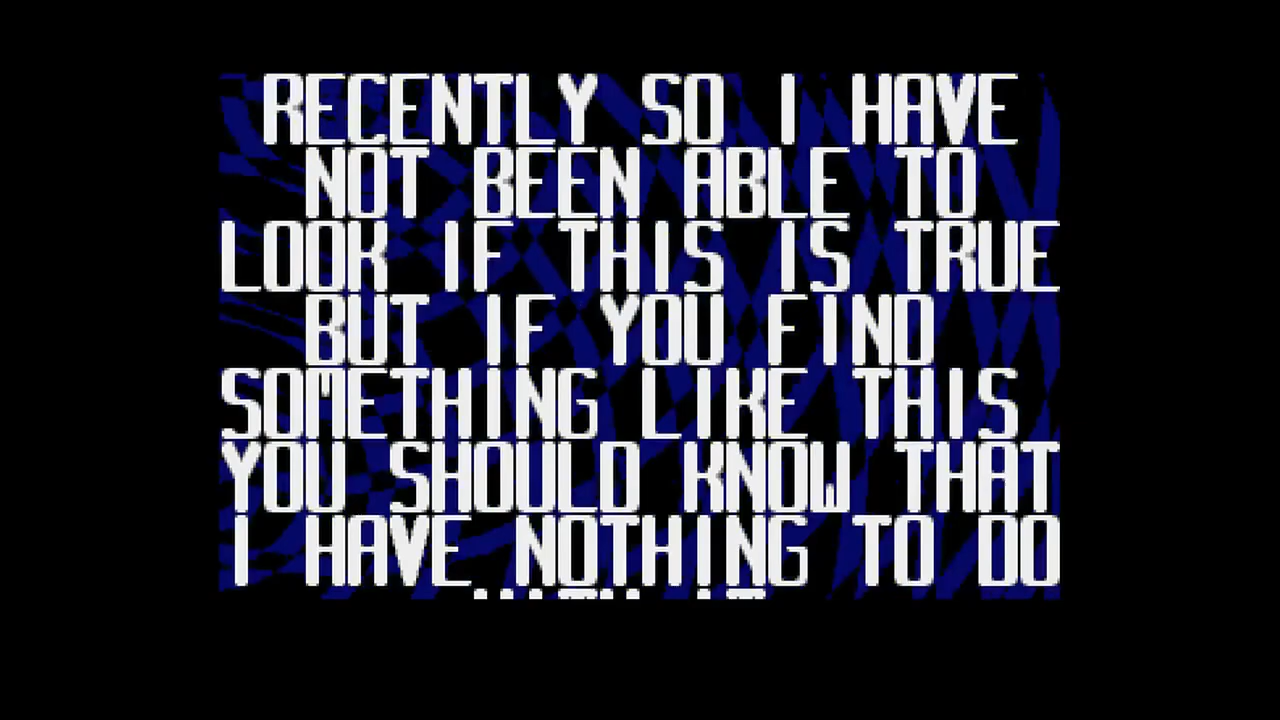 RECENTLY SO I HAVE
NOT BEEN ABLE TO
LOOK IF THIS IS TRUE
BUT IF YOU FIND
SOMETHING LIKE THIS
YOU SHOULD KNOW THAT
I HAVE NOTHING TO DO